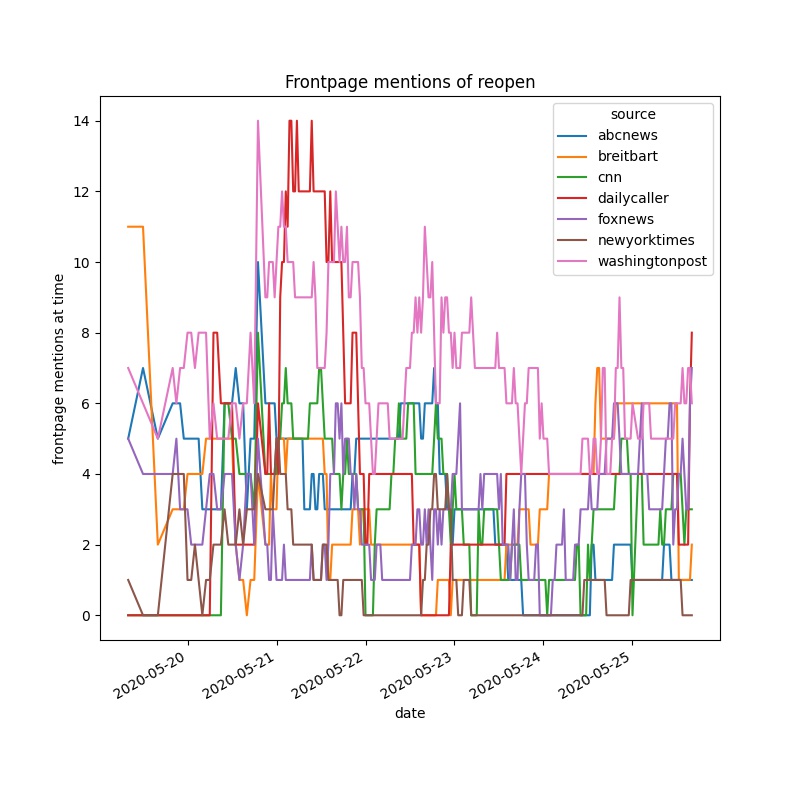 Frontpage mentions of reopen
source
abcnews
breitbart
cnn
dailycaller
foxnews
newyorktimes
washingtonpost
frontpage mentions at time
14
12
10
8
6
4
2
0
2020-05-20
2020-05-21
2020-05-22
2020-05-23
2020-05-24
2020-05-25
date